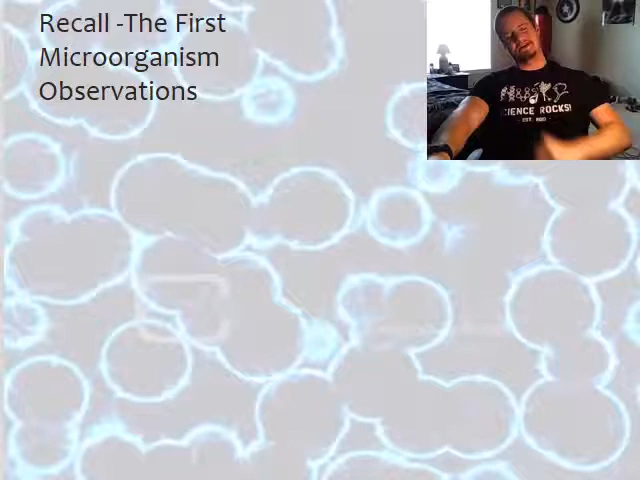 Recall -The First
Microorganism
Observations
SCIENCE ROCKS!